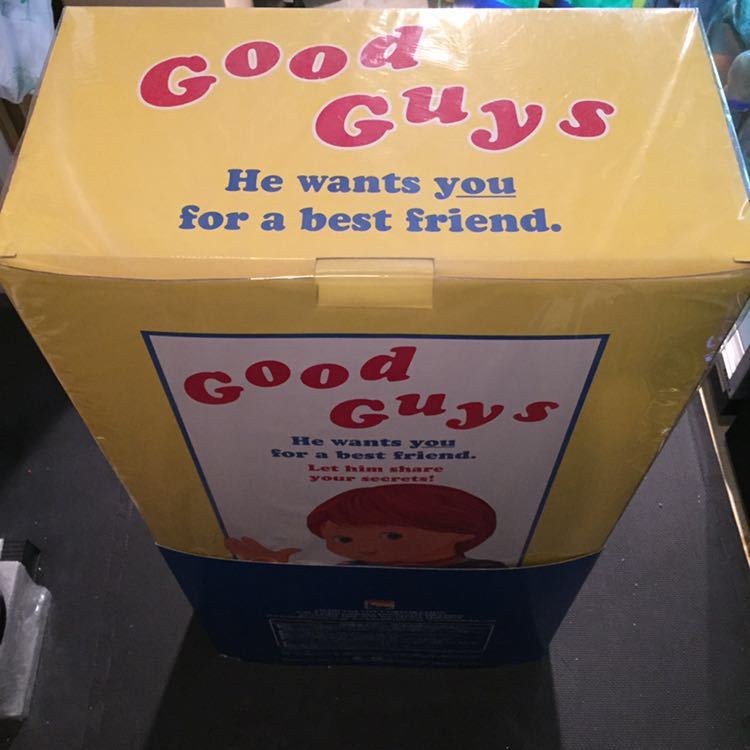 Good
Guys
He wants you
for a best friend.
Good
Guys
He wants you
for a best friend.
Let him share
your secrets!